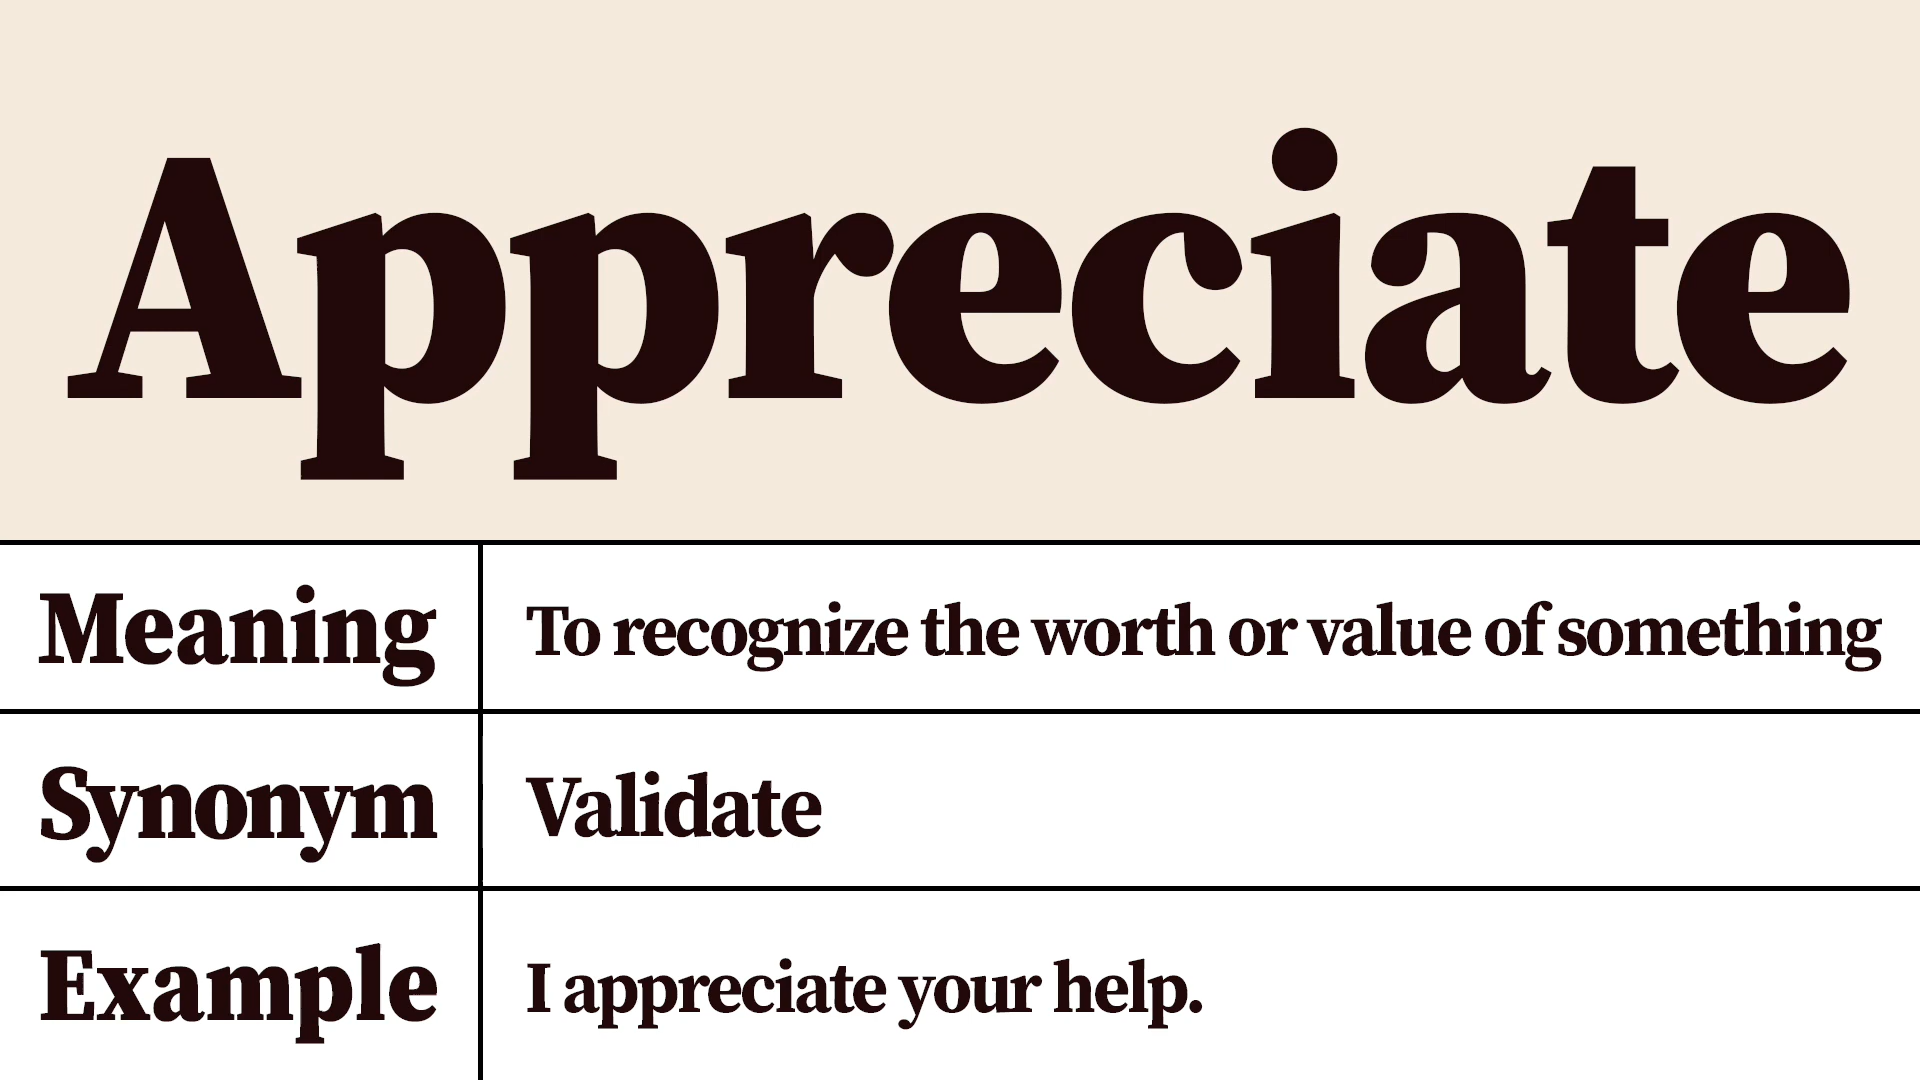 Appreciate
Meaning To recognize the worth or value of something
Synonym Validate
Example I appreciate your help.